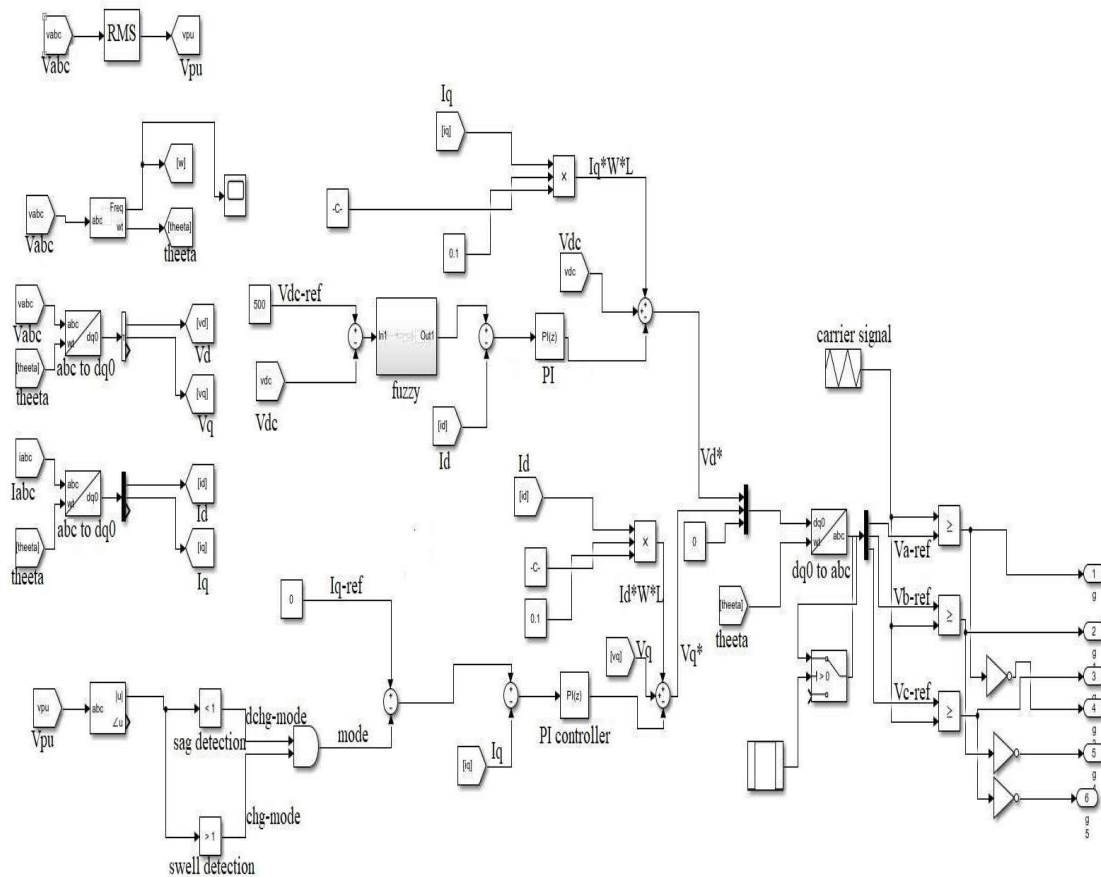 vabc
RMS
vpu
Vabc
Vpu
Iq
[iq]
[w]
Iq*W*L
×
-C-
vabc
abc
Freq
wt
[theeta]
Vabc
theeta
0.1
Vdc
vdc
vabc
Vabc
abc
wt
dq0
[vd]
Vd
500
Vdc-ref
In1
Out1
PI(z)
PI
carrier signal
[theeta]
theeta
abc to dq0
[vq]
Vq
vdc
Vdc
fuzzy
[id]
Id
iabc
Iabc
abc
wt
dq0
[id]
Id
Id
[id]
Vd*
[theeta]
theeta
abc to dq0
[iq]
Iq
×
-C-
0.1
Id*W*L
0
dq0
wt
abc
dq0 to abc
≥
Va-ref
1
g
[theeta]
theeta
0
Iq-ref
[vq]
Vq
Vq*
> 0
Vb-ref
≥
2
g
3
4
g
vpu
Vpu
abc
|u|
∠u
< 1
sag detection
dchg-mode
mode
PI(z)
PI controller
[iq]
Iq
Vc-ref
≥
5
g
6
g
5
> 1
swell detection
chg-mode